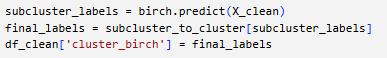 subcluster_labels = birch.predict(X_clean)
final_labels = subcluster_to_cluster[subcluster_labels]
df_clean['cluster_birch'] = final_labels